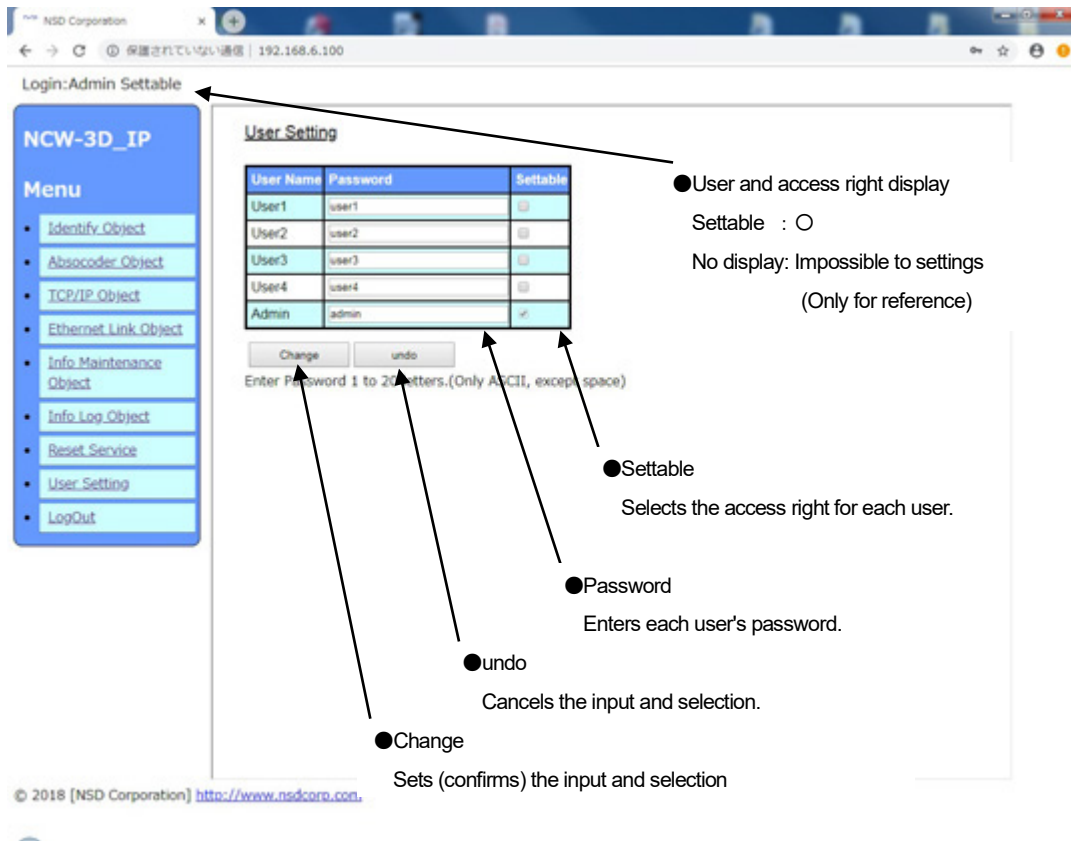 NSD Corporation
保護されていない通信 | 192.168.6.100
Login:Admin Settable
NCW-3D_IP
Menu
Identify Object
Absocoder Object
TCP/IP Object
Ethernet Link Object
Info Maintenance
Object
Info Log Object
Reset Service
User Setting
LogOut
User Setting
User Name Password Settable
User1 user1
User2 user2
User3 user3
User4 user4
Admin admin
Change undo
Enter Password 1 to 20 letters.(Only ASCII, except space)
●User and access right display
Settable : ○
No display: Impossible to settings
(Only for reference)
●Settable
Selects the access right for each user.
●Password
Enters each user's password.
●undo
Cancels the input and selection.
●Change
Sets (confirms) the input and selection
© 2018 [NSD Corporation] http://www.nsdcorp.com.